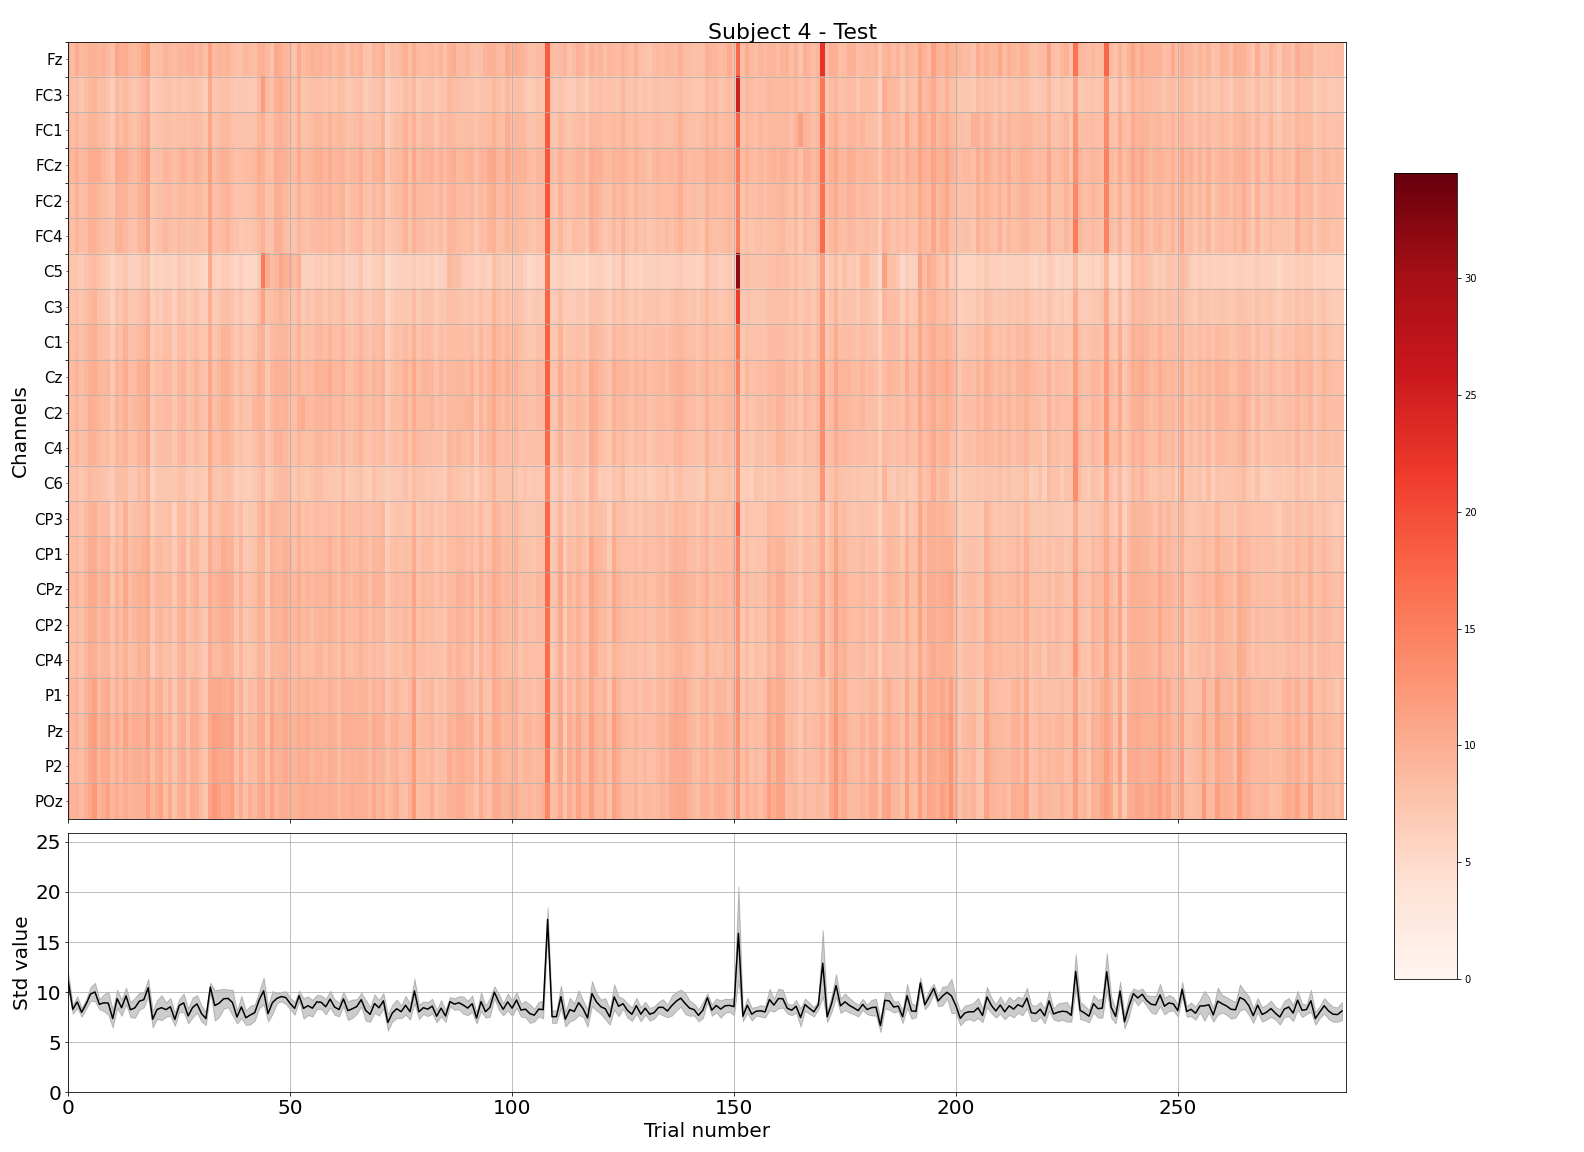 Subject 4 - Test
Channels
Fz
FC3
FC1
FCz
FC2
FC4
C5
C3
C1
Cz
C2
C4
C6
CP3
CP1
CPz
CP2
CP4
P1
Pz
P2
POz
30
25
20
15
10
5
0
Std value
25
20
15
10
5
0
0 50 100 150 200 250
Trial number